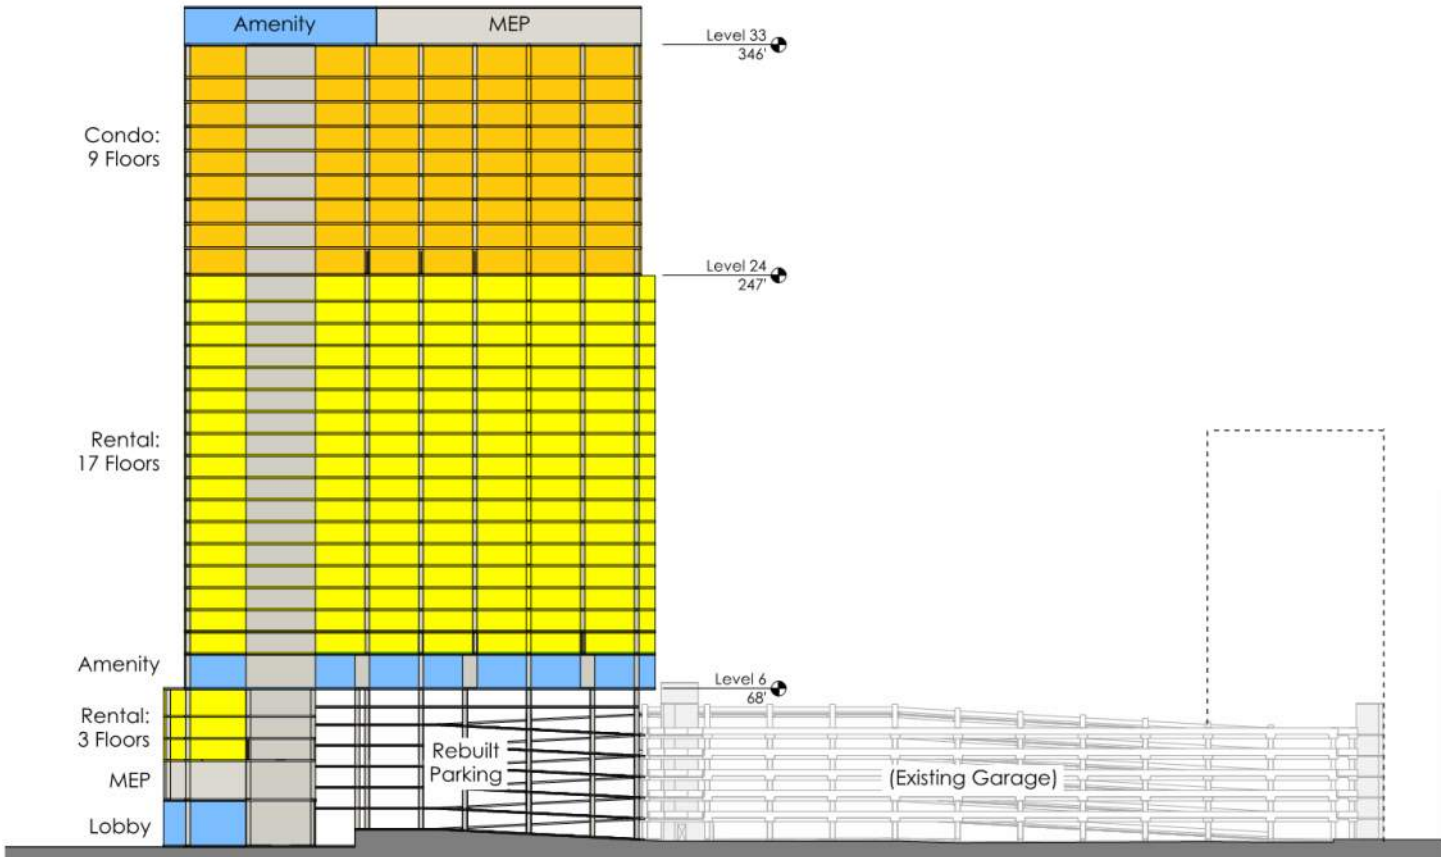 Amenity
MEP
Level 33
346'
Condo:
9 Floors
Level 24
247'
Rental:
17 Floors
Amenity
Level 6
68'
Rental:
3 Floors
Rebuilt
Parking
(Existing Garage)
MEP
Lobby